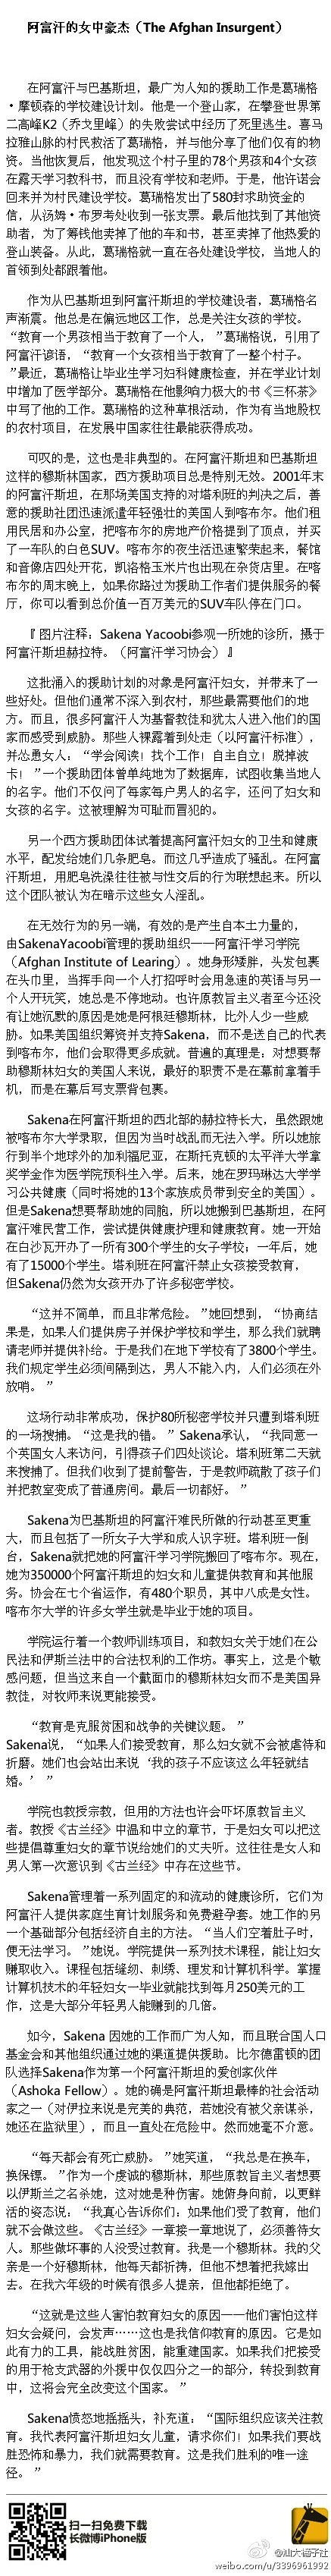 阿富汗的女中豪杰（The Afghan Insurgent）
在阿富汗与巴基斯坦，最广为人知的援助工作是葛瑞格
·摩顿森的学校建设计划。他是一个登山家，在攀登世界第
二高峰K2（乔戈里峰）的失败尝试中经历了死里逃生。喜马
拉雅山脉的村民救活了葛瑞格，并与他分享了他们仅有的物
资。当他恢复后，他发现这个村子里的78个男孩和4个女孩
在露天学习教科书，而且没有学校和老师。于是，他许诺会
回来并为村民建设学校。葛瑞格发出了580封求助资金的
信，从汤姆·布罗考处收到一张支票。最后他找到了其他资
助者，为了筹钱他卖掉了他的车和书，甚至卖掉了他热爱的
登山装备。从此，葛瑞格就一直在各处建设学校，当地人的
首领到处都跟着他。
作为从巴基斯坦到阿富汗斯坦的学校建设者，葛瑞格名
声渐震。他总是在偏远地区工作，总是关注女孩的学校。
“教育一个男孩相当于教育了一个人，”葛瑞格说，引用了
阿富汗谚语，“教育一个女孩相当于教育了一整个村子。
”最近，葛瑞格让毕业生学习妇科健康检查，并在学业计划
中增加了医学部分。葛瑞格在他影响力极大的书《三杯茶》
中写了他的工作。葛瑞格的这种草根活动，作为有当地股权
的农村项目，在发展中国家往往最能获得成功。
可叹的是，这也是非典型的。在阿富汗斯坦和巴基斯坦
这样的穆斯林国家，西方援助项目总是特别无效。2001年末
的阿富汗斯坦，在那场美国支持的对塔利班的判决之后，善
意的援助社团迅速派遣年轻强壮的美国人到喀布尔。他们租
用民居和办公室，把喀布尔的房地产价格提到了顶点，并买
了一车队的白色SUV。喀布尔的夜生活迅速繁荣起来，餐馆
和音像店四处开花，凯洛格玉米片也出现在杂货店里。在喀
布尔的周末晚上，如果你路过为援助工作者们提供服务的餐
厅，你可以看到总价值一百万美元的SUV车队停在门口。
『 图片注释：Sakena Yacoobi参观一所她的诊所，摄于
阿富汗斯坦赫拉特。（阿富汗学习协会）』
这批涌入的援助计划的对象是阿富汗妇女，并带来了一
些好处。但他们通常不深入到农村，那些最需要他们的地
方。而且，很多阿富汗人为基督教徒和犹太人进入他们的国
家而感受到威胁。那些人裸露着到处走（以阿富汗标准），
并怂恿女人：“学会阅读！找个工作！自主自立！脱掉波
卡！”一个援助团体曾单纯地为了数据库，试图收集当地人
的名字。他们不仅问了每家每户男人的名字，还问了妇女和
女孩的名字。这被理解为可耻而冒犯的。
另一个西方援助团体试着提高阿富汗妇女的卫生和健康
水平，配发给她们几条肥皂。而这几乎造成了骚乱。在阿富
汗斯坦，用肥皂洗澡往往被与性交后的行为联想起来。所以
这个团队被认为在暗示这些女人淫乱。
在无效行为的另一端，有效的是产生自本土力量的，
由SakenaYacoobi管理的援助组织——阿富汗学习学院
（Afghan Institute of Learing）。她身形矮胖，头发包裹
在头巾里，当挥手向一个人打招呼时会用急速的英语与另一
个人开玩笑，她总是不停地动。也许原教旨主义者至今还没
有让她沉默的原因是她是阿根廷穆斯林，比外人少一些威
胁。如果美国组织筹资并支持Sakena，而不是送自己的代表
到喀布尔，他们会取得更多成就。普遍的真理是：对想要帮
助穆斯林妇女的美国人来说，最好的职责不是在幕前拿着手
机，而是在幕后写支票背包裹。
Sakena在阿富汗斯坦的西北部的赫拉特长大，虽然跟她
被喀布尔大学录取，但因为当时战乱而无法入学。所以她旅
行到半个地球外的加利福尼亚，在斯托克顿的太平洋大学拿
奖学金作为医学院预科生入学。后来，她在罗玛琳达大学学
习公共健康（同时将她的13个家族成员带到安全的美国）。
但是Sakena想要帮助她的同胞，所以她搬到巴基斯坦，在阿
富汗难民营工作，尝试提供健康护理和健康教育。她一开始
在白沙瓦开办了一所有300个学生的女子学校；一年后，她
有了15000个学生。塔利班在阿富汗禁止女孩接受教育，
但Sakena仍然为女孩开办了许多秘密学校。
“这并不简单，而且非常危险。”她回想到，“协商结
果是，如果人们提供房子并保护学校和学生，那么我们就聘
请老师并提供补给。于是我们在地下学校有了3800个学生。
我们规定学生必须间隔到达，男人不能入内，人们必须在外
放哨。”
这场行动非常成功，保护80所秘密学校并只遭到塔利班
的一场搜捕。“这是我的错。”Sakena承认，“我同意一
个英国女人来访问，引得孩子们四处谈论。塔利班第二天就
来搜捕了。但我们收到了提前警告，于是教师疏散了孩子们
并把教室变成了普通房间。最后一切都好。”
Sakena为巴基斯坦的阿富汗难民所做的行动甚至更重
大，而且包括了一所女子大学和成人识字班。塔利班一倒
台，Sakena就把她的阿富汗学习学院搬回了喀布尔。现在，
她为350000个阿富汗斯坦的妇女和儿童提供教育和其他服
务。协会在七个省运作，有480个职员，其中八成是女性。
喀布尔大学的许多女学生就是毕业于她的项目。
学院运行着一个教师训练项目，和教妇女关于她们在公
民法和伊斯兰法中的合法权利的工作坊。事实上，这是个敏
感问题，但当这来自一个戴面巾的穆斯林妇女而不是美国异
教徒，对牧师来说更能接受。
“教育是克服贫困和战争的关键议题。”
Sakena说，“如果人们接受教育，那么妇女就不会被虐待和
折磨。她们也会站出来说‘我的孩子不应该这么年轻就结
婚。’”
学院也教授宗教，但用的方法也许会吓坏原教旨主义
者。教授《古兰经》中温和中立的章节，于是妇女可以把这
些提倡尊重妇女的章节说给她们的丈夫听。这往往是女人和
男人第一次意识到《古兰经》中存在这些节。
Sakena管理着一系列固定的和流动的健康诊所，它们为
阿富汗人提供家庭生育计划服务和免费避孕套。她工作的另
一个基础部分包括经济自主的方法。“当人们空着肚子时，
便无法学习。”她说。学院提供一系列技术课程，能让妇女
赚取收入。课程包括缝纫、刺绣、理发和计算机科学。掌握
计算机技术的年轻妇女一毕业就能找到每月250美元的工
作，这是大部分年轻男人能赚到的几倍。
如今，Sakena 因她的工作而广为人知，而且联合国人口
基金会和其他组织通过她的渠道提供援助。比尔德雷顿的团
队选择Sakena作为第一个阿富汗斯坦的爱创家伙伴
（Ashoka Fellow）。她的确是阿富汗斯坦最棒的社会活动
家之一（对伊拉来说是完美的典范，若她没有被父亲谋杀，
她还在监狱里），而且一直处在危险中。然而她毫不介意。
“每天都会有死亡威胁。”她笑道，“我总是在换车，
换保镖。”作为一个虔诚的穆斯林，那些原教旨主义者想要
以伊斯兰之名杀她，这对她是种伤害。她俯身向前，以更鲜
活的姿态说：“我真心告诉你们：如果他们受了教育，他们
就不会做这些。《古兰经》一章接一章地说了，必须善待女
人。那些做坏事的人没受过教育。我是一个穆斯林。我的父
亲是一个好穆斯林，他每天都祈祷，但他不想着把我嫁出
去。在我六年级的时候有很多人提亲，但他都拒绝了。
“这就是这些人害怕教育妇女的原因——他们害怕这样
妇女会疑问，会发声……这也是我信仰教育的原因。它是如
此有力的工具，能战胜贫困，能重建国家。如果我们把接受
的用于枪支武器的外援中仅仅四分之一的部分，转投到教育
中，这将会完全改变这个国家。”
Sakena愤怒地摇摇头，补充道：“国际组织应该关注教
育。我代表阿富汗斯坦妇女儿童，请求你们！如果我们要战
胜恐怖和暴力，我们就需要教育。这是我们胜利的唯一途
径。”
扫一扫免费下载
长微博iPhone版
@汕大福子社
weibo.com/u/3396961992